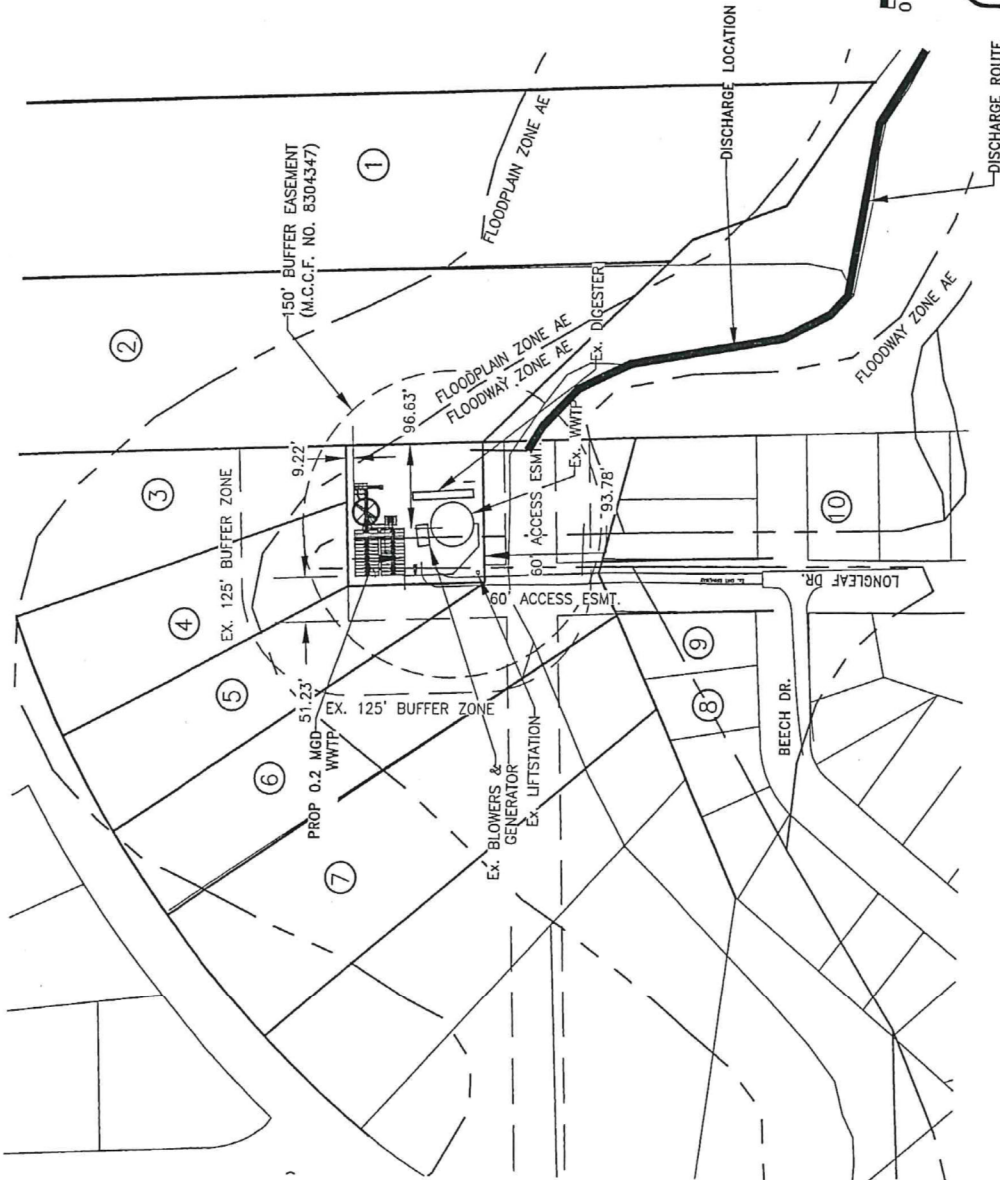 150' BUFFER EASEMENT
(M.C.C.F. NO. 8304347)
①
②
③
④
⑤
⑥
⑦
⑧
⑨
⑩
FLOODPLAIN ZONE AE
FLOODPLAIN ZONE AE
FLOODWAY ZONE AE
FLOODWAY ZONE AE
DISCHARGE LOCATION
DISCHARGE ROUTE
9.22'
96.63'
EX. 125' BUFFER ZONE
Ex. DIGESTER
Ex. WWTP
60' ACCESS ESMT.
93.78'
60' ACCESS ESMT.
51.23'
EX. 125' BUFFER ZONE
PROP 0.2 MGD
WWTP
Ex. BLOWERS &
GENERATOR
Ex. LIFTSTATION
LONGLEAF DR.
BEECH DR.
0